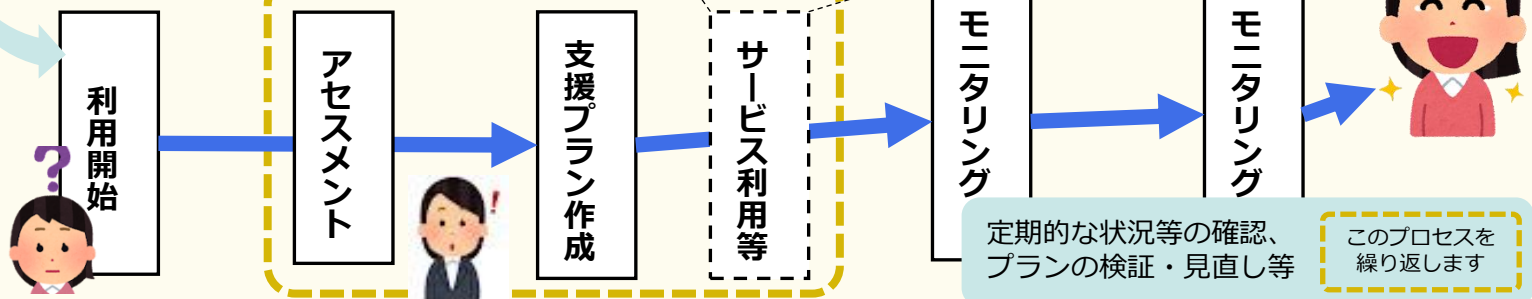 利用開始
アセスメント
支援プラン作成
サービス利用等
モニタリング
モニタリング
?
!
定期的な状況等の確認、
プランの検証・見直し等
このプロセスを
繰り返します